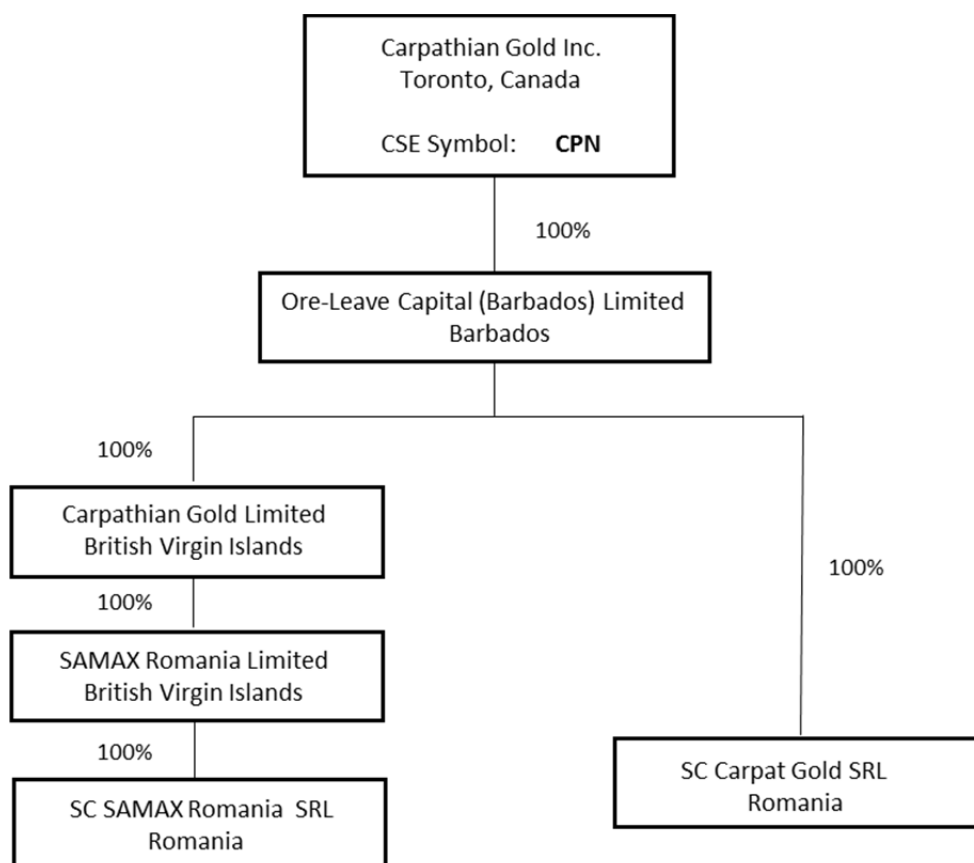 Carpathian Gold Inc.
Toronto, Canada
CSE Symbol: CPN
100%
Ore-Leave Capital (Barbados) Limited
Barbados
100%
Carpathian Gold Limited
British Virgin Islands
100%
100%
SAMAX Romania Limited
British Virgin Islands
100%
SC Carpat Gold SRL
Romania
SC SAMAX Romania SRL
Romania